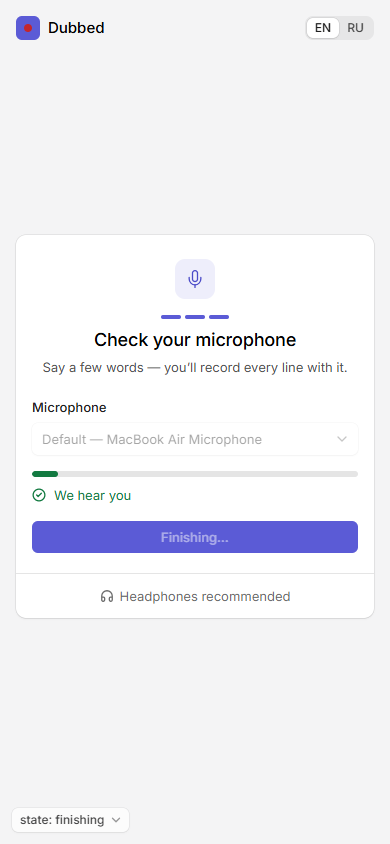 Dubbed
EN RU
Check your microphone
Say a few words — you'll record every line with it.
Microphone
Default — MacBook Air Microphone
We hear you
Finishing...
Headphones recommended
state: finishing